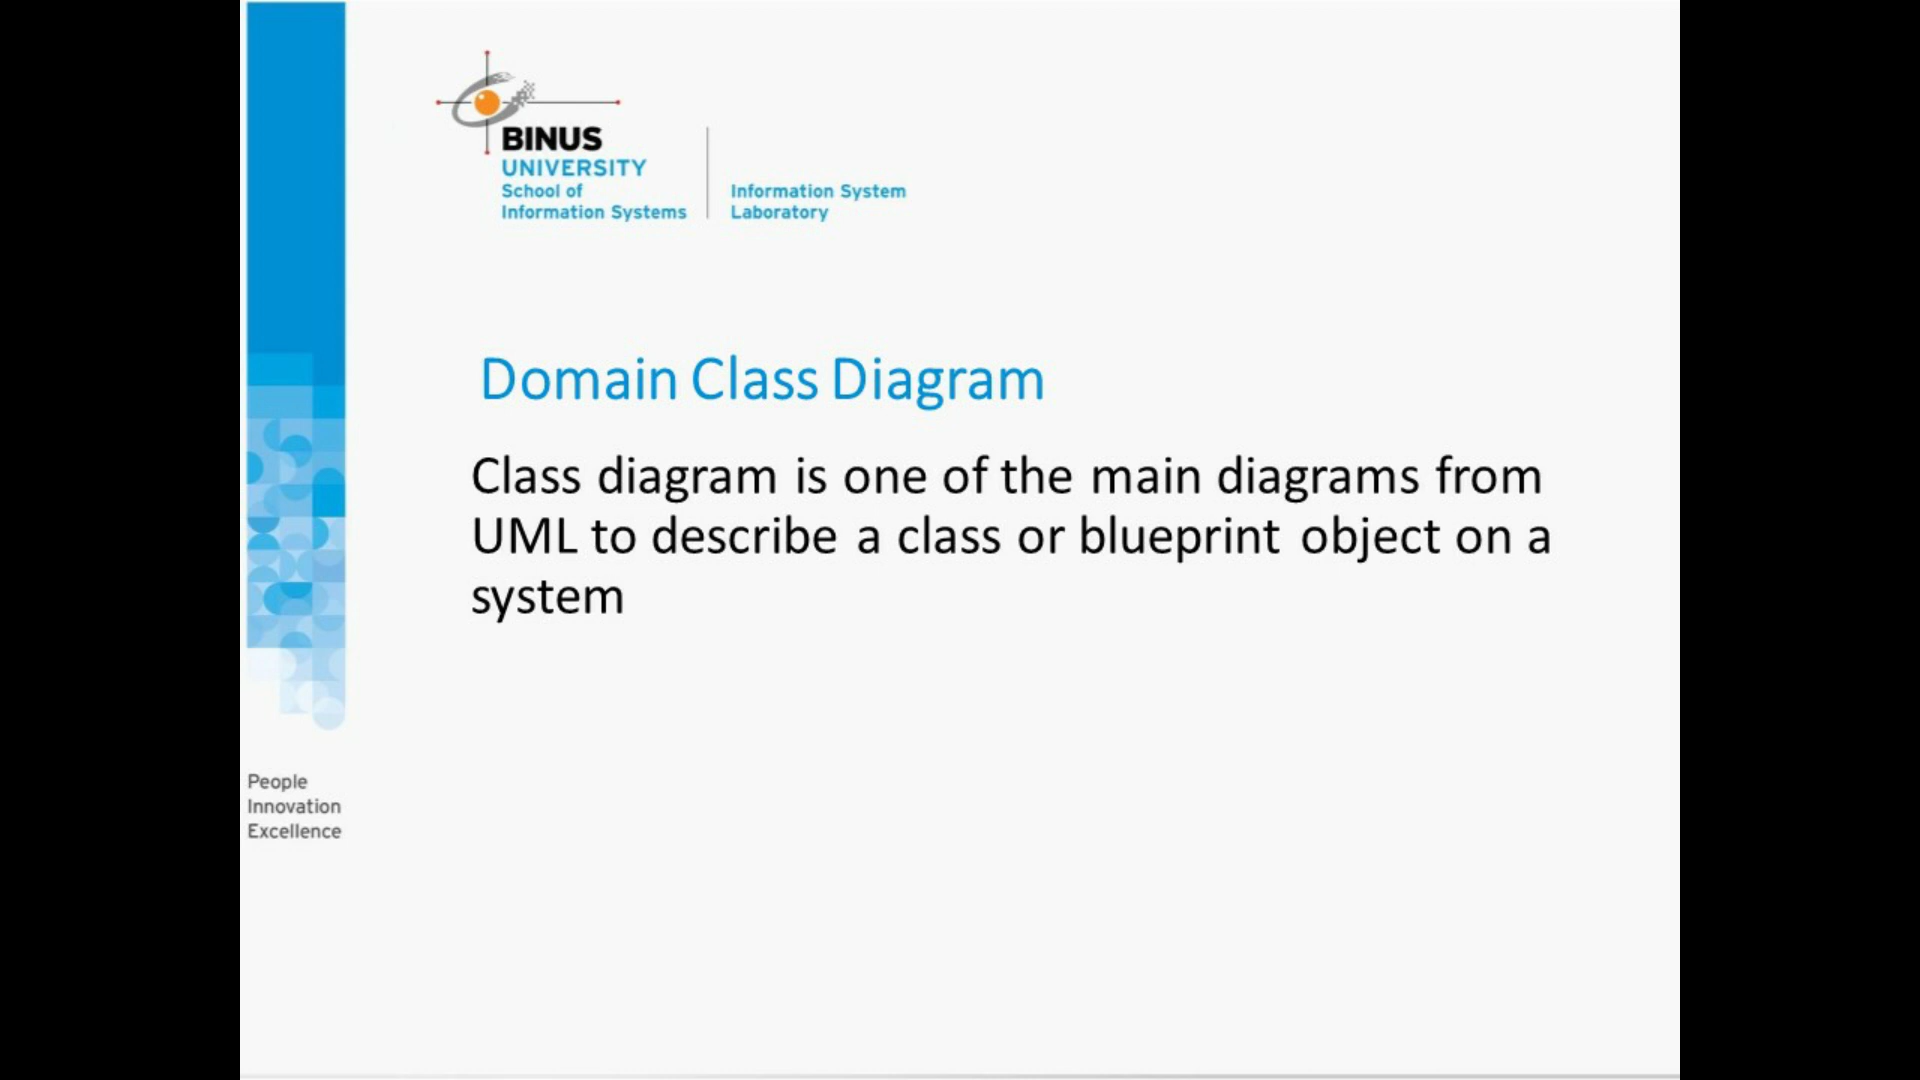 BINUS
UNIVERSITY
School of
Information Systems
Information System
Laboratory
Domain Class Diagram
Class diagram is one of the main diagrams from
UML to describe a class or blueprint object on a
system
People
Innovation
Excellence